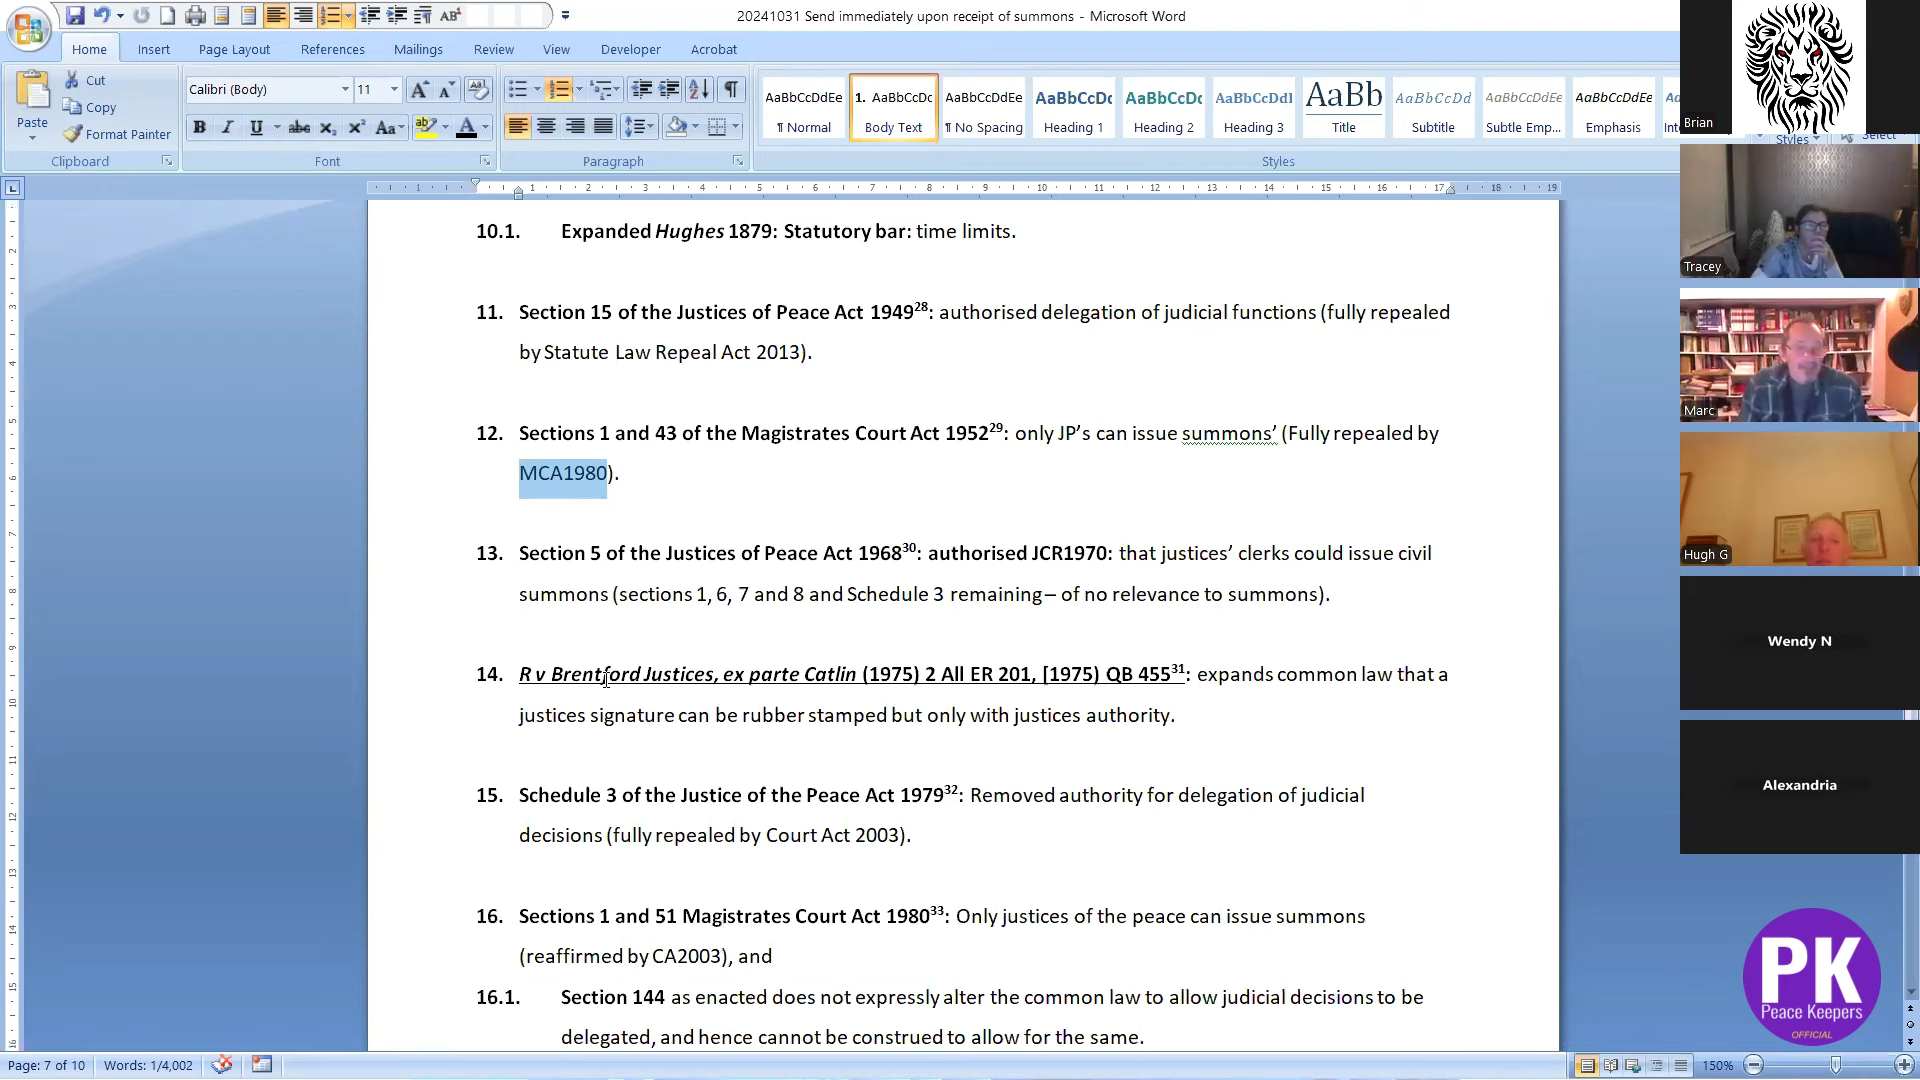 20241031 Send immediately upon receipt of summons - Microsoft Word
Home Insert Page Layout References Mailings Review View Developer Acrobat
Paste
Cut
Copy
Format Painter
Clipboard
Calibri (Body) 11
Font
Paragraph
AaBbCcDdEe
¶ Normal
1. AaBbCcDc
Body Text
AaBbCcDdEe
¶ No Spacing
AaBbCcDc
Heading 1
AaBbCcDc
Heading 2
AaBbCcDdI
Heading 3
AaBb
Title
AaBbCcDd
Subtitle
AaBbCcDdEe
Subtle Emp...
AaBbCcDdEe
Emphasis
Styles
Styles
Select
10.1. Expanded Hughes 1879: Statutory bar: time limits.
11. Section 15 of the Justices of Peace Act 1949²⁸: authorised delegation of judicial functions (fully repealed
by Statute Law Repeal Act 2013).
12. Sections 1 and 43 of the Magistrates Court Act 1952²⁹: only JP’s can issue summons’ (Fully repealed by
MCA1980).
13. Section 5 of the Justices of Peace Act 1968³⁰: authorised JCR1970: that justices’ clerks could issue civil
summons (sections 1, 6, 7 and 8 and Schedule 3 remaining – of no relevance to summons).
14. R v Brentford Justices, ex parte Catlin (1975) 2 All ER 201, [1975) QB 455³¹: expands common law that a
justices signature can be rubber stamped but only with justices authority.
15. Schedule 3 of the Justice of the Peace Act 1979³²: Removed authority for delegation of judicial
decisions (fully repealed by Court Act 2003).
16. Sections 1 and 51 Magistrates Court Act 1980³³: Only justices of the peace can issue summons
(reaffirmed by CA2003), and
16.1. Section 144 as enacted does not expressly alter the common law to allow judicial decisions to be
delegated, and hence cannot be construed to allow for the same.
Page: 7 of 10 Words: 1/4,002
150%
Brian
Tracey
Marc
Hugh G
Wendy N
Alexandria
PK
Peace Keepers
OFFICIAL